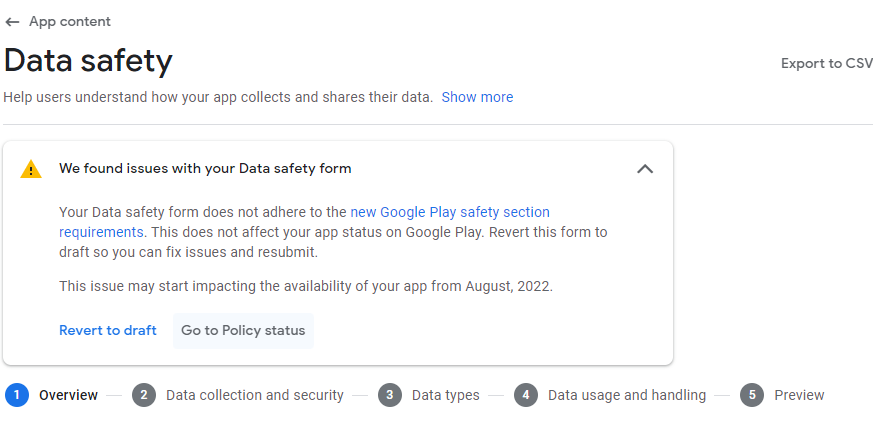 ← App content
Data safety
Export to CSV
Help users understand how your app collects and shares their data. Show more
We found issues with your Data safety form
Your Data safety form does not adhere to the new Google Play safety section
requirements. This does not affect your app status on Google Play. Revert this form to
draft so you can fix issues and resubmit.
This issue may start impacting the availability of your app from August, 2022.
Revert to draft Go to Policy status
1 Overview 2 Data collection and security 3 Data types 4 Data usage and handling 5 Preview